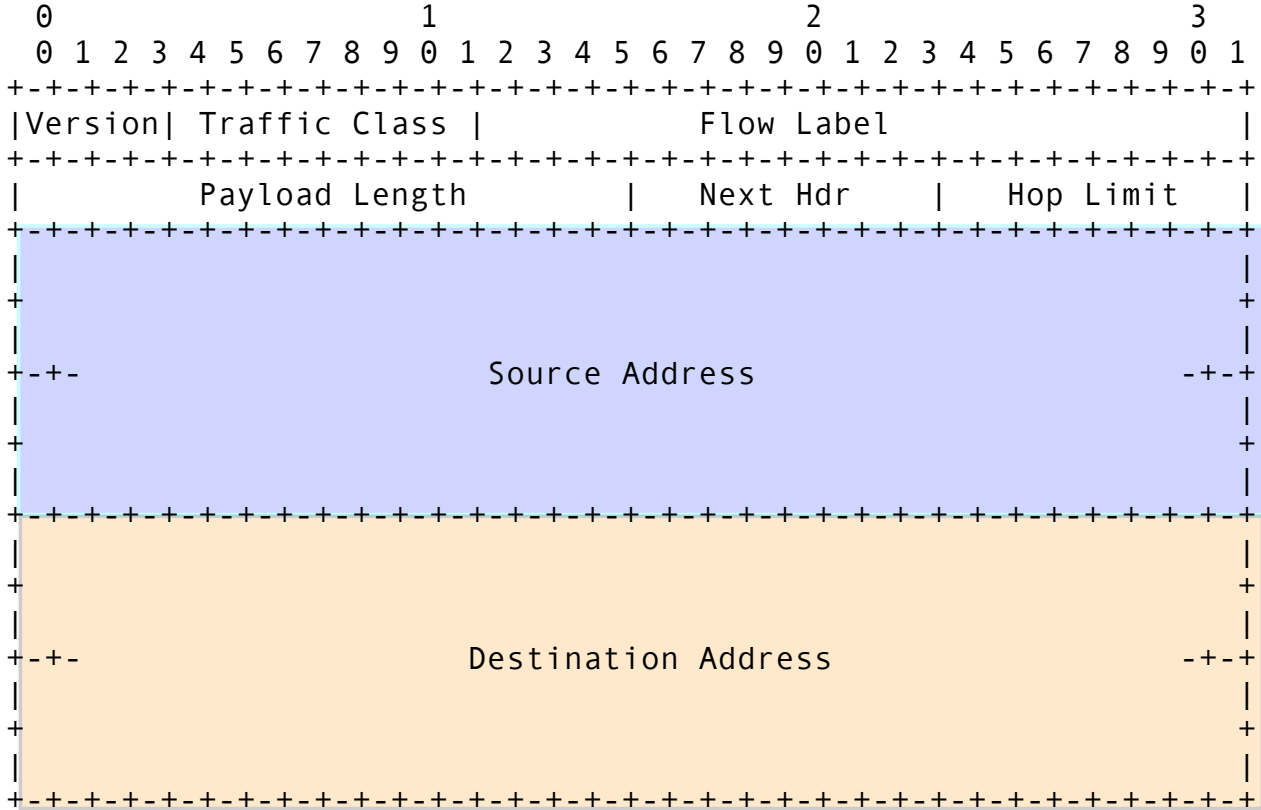 0                   1                   2                   3
0 1 2 3 4 5 6 7 8 9 0 1 2 3 4 5 6 7 8 9 0 1 2 3 4 5 6 7 8 9 0 1
+-+-+-+-+-+-+-+-+-+-+-+-+-+-+-+-+-+-+-+-+-+-+-+-+-+-+-+-+-+-+-+-+
|Version| Traffic Class |           Flow Label                  |
+-+-+-+-+-+-+-+-+-+-+-+-+-+-+-+-+-+-+-+-+-+-+-+-+-+-+-+-+-+-+-+-+
|         Payload Length        |   Next Hdr    |   Hop Limit   |
+-+-+-+-+-+-+-+-+-+-+-+-+-+-+-+-+-+-+-+-+-+-+-+-+-+-+-+-+-+-+-+-+
|                                                               |
+                                                               +
|                                                               |
+-+-                     Source Address                      -+-+
|                                                               |
+                                                               +
|                                                               |
+-+-+-+-+-+-+-+-+-+-+-+-+-+-+-+-+-+-+-+-+-+-+-+-+-+-+-+-+-+-+-+-+
|                                                               |
+                                                               +
|                                                               |
+-+-                    Destination Address                  -+-+
|                                                               |
+                                                               +
|                                                               |
+-+-+-+-+-+-+-+-+-+-+-+-+-+-+-+-+-+-+-+-+-+-+-+-+-+-+-+-+-+-+-+-+